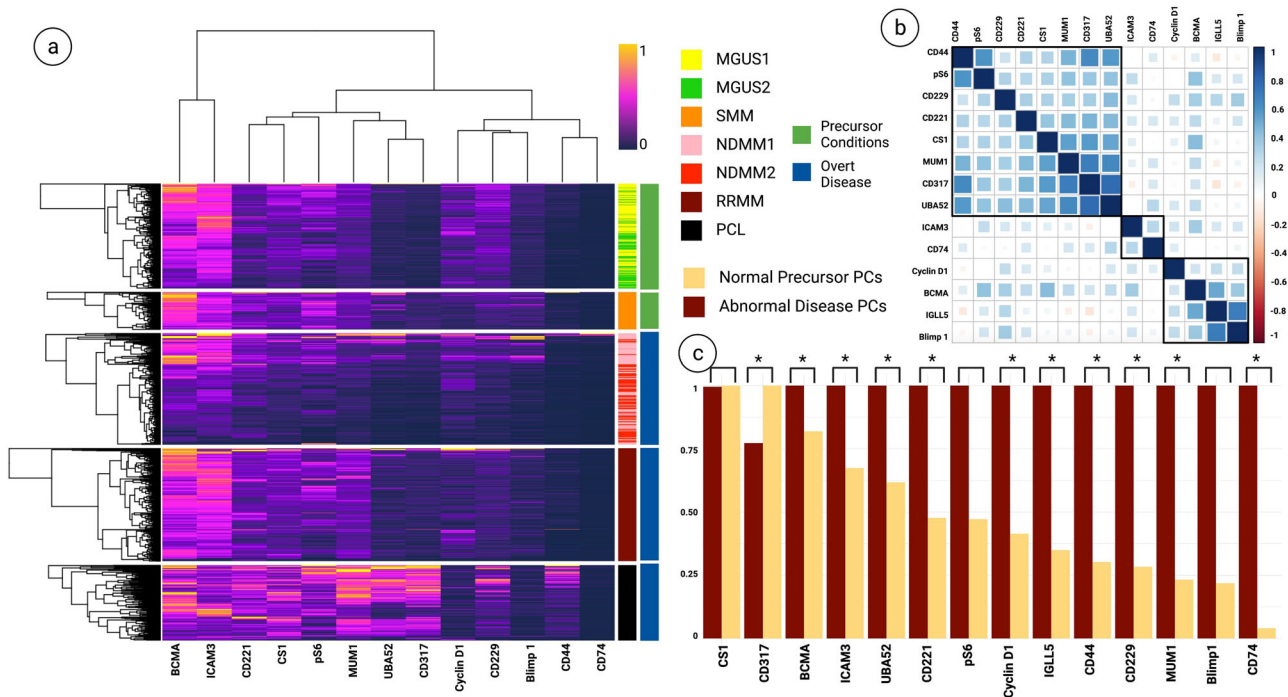 a
1
0
MGUS1
MGUS2
SMM
NDMM1
NDMM2
RRMM
PCL
Precursor
Conditions
Overt
Disease
Normal Precursor PCs
Abnormal Disease PCs
BCMA
ICAM3
CD221
CS1
pS6
MUM1
UBA52
CD317
Cyclin D1
CD229
Blimp 1
CD44
CD74
b
CD44
pS6
CD229
CD221
CS1
MUM1
CD317
UBA52
ICAM3
CD74
Cyclin D1
BCMA
IGLL5
Blimp 1
CD44
pS6
CD229
CD221
CS1
MUM1
CD317
UBA52
ICAM3
CD74
Cyclin D1
BCMA
IGLL5
Blimp 1
1
0.8
0.6
0.4
0.2
0
-0.2
-0.4
-0.6
-0.8
-1
c
* * * * * * * * * * * *
1
0.75
0.50
0.25
0
CS1
CD317
BCMA
ICAM3
UBA52
CD221
pS6
Cyclin D1
IGLL5
CD44
CD229
MUM1
Blimp1
CD74